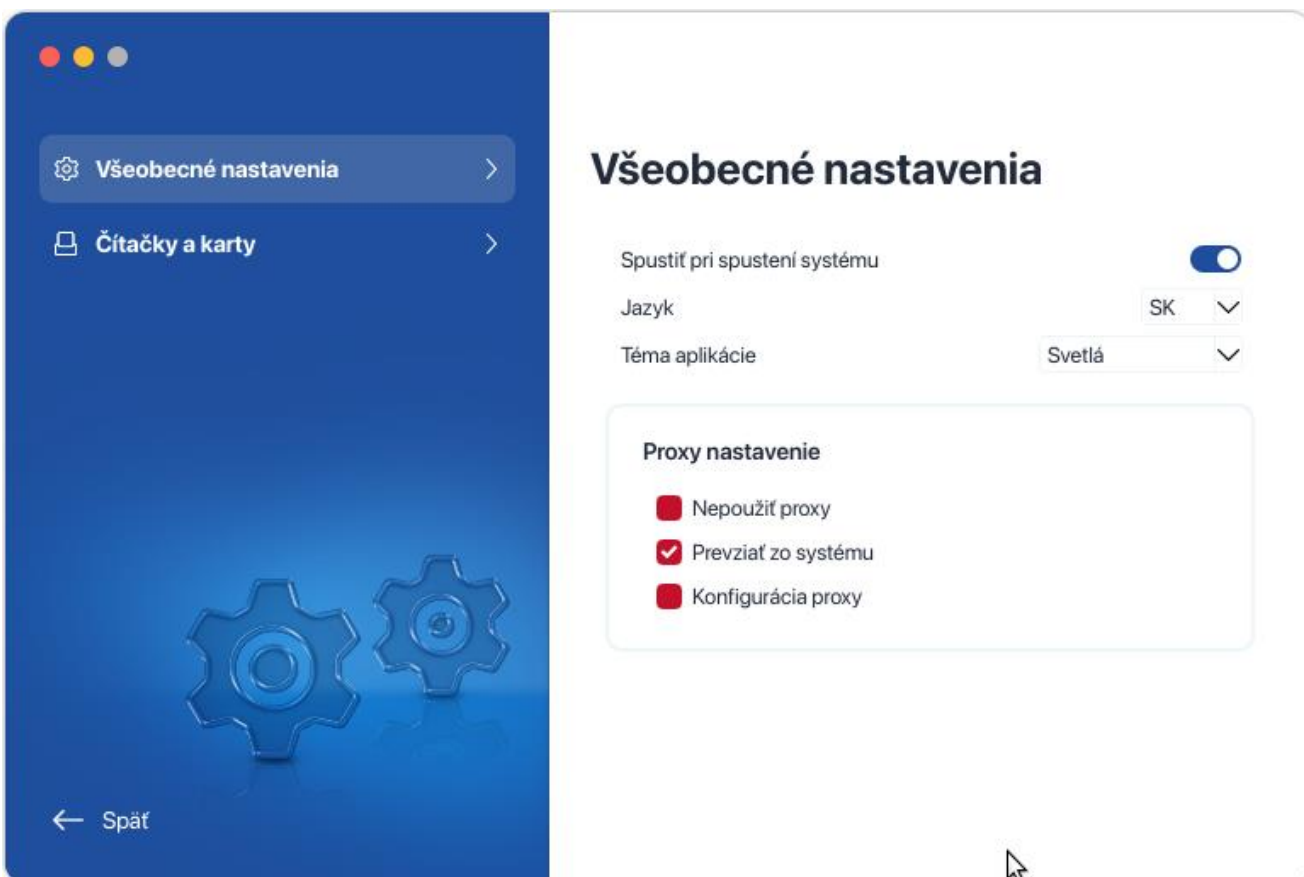 Všeobecné nastavenia
Čítačky a karty
Späť
Všeobecné nastavenia
Spustiť pri spustení systému
Jazyk SK
Téma aplikácie Svetlá
Proxy nastavenie
Nepoužiť proxy
Prevziať zo systému
Konfigurácia proxy